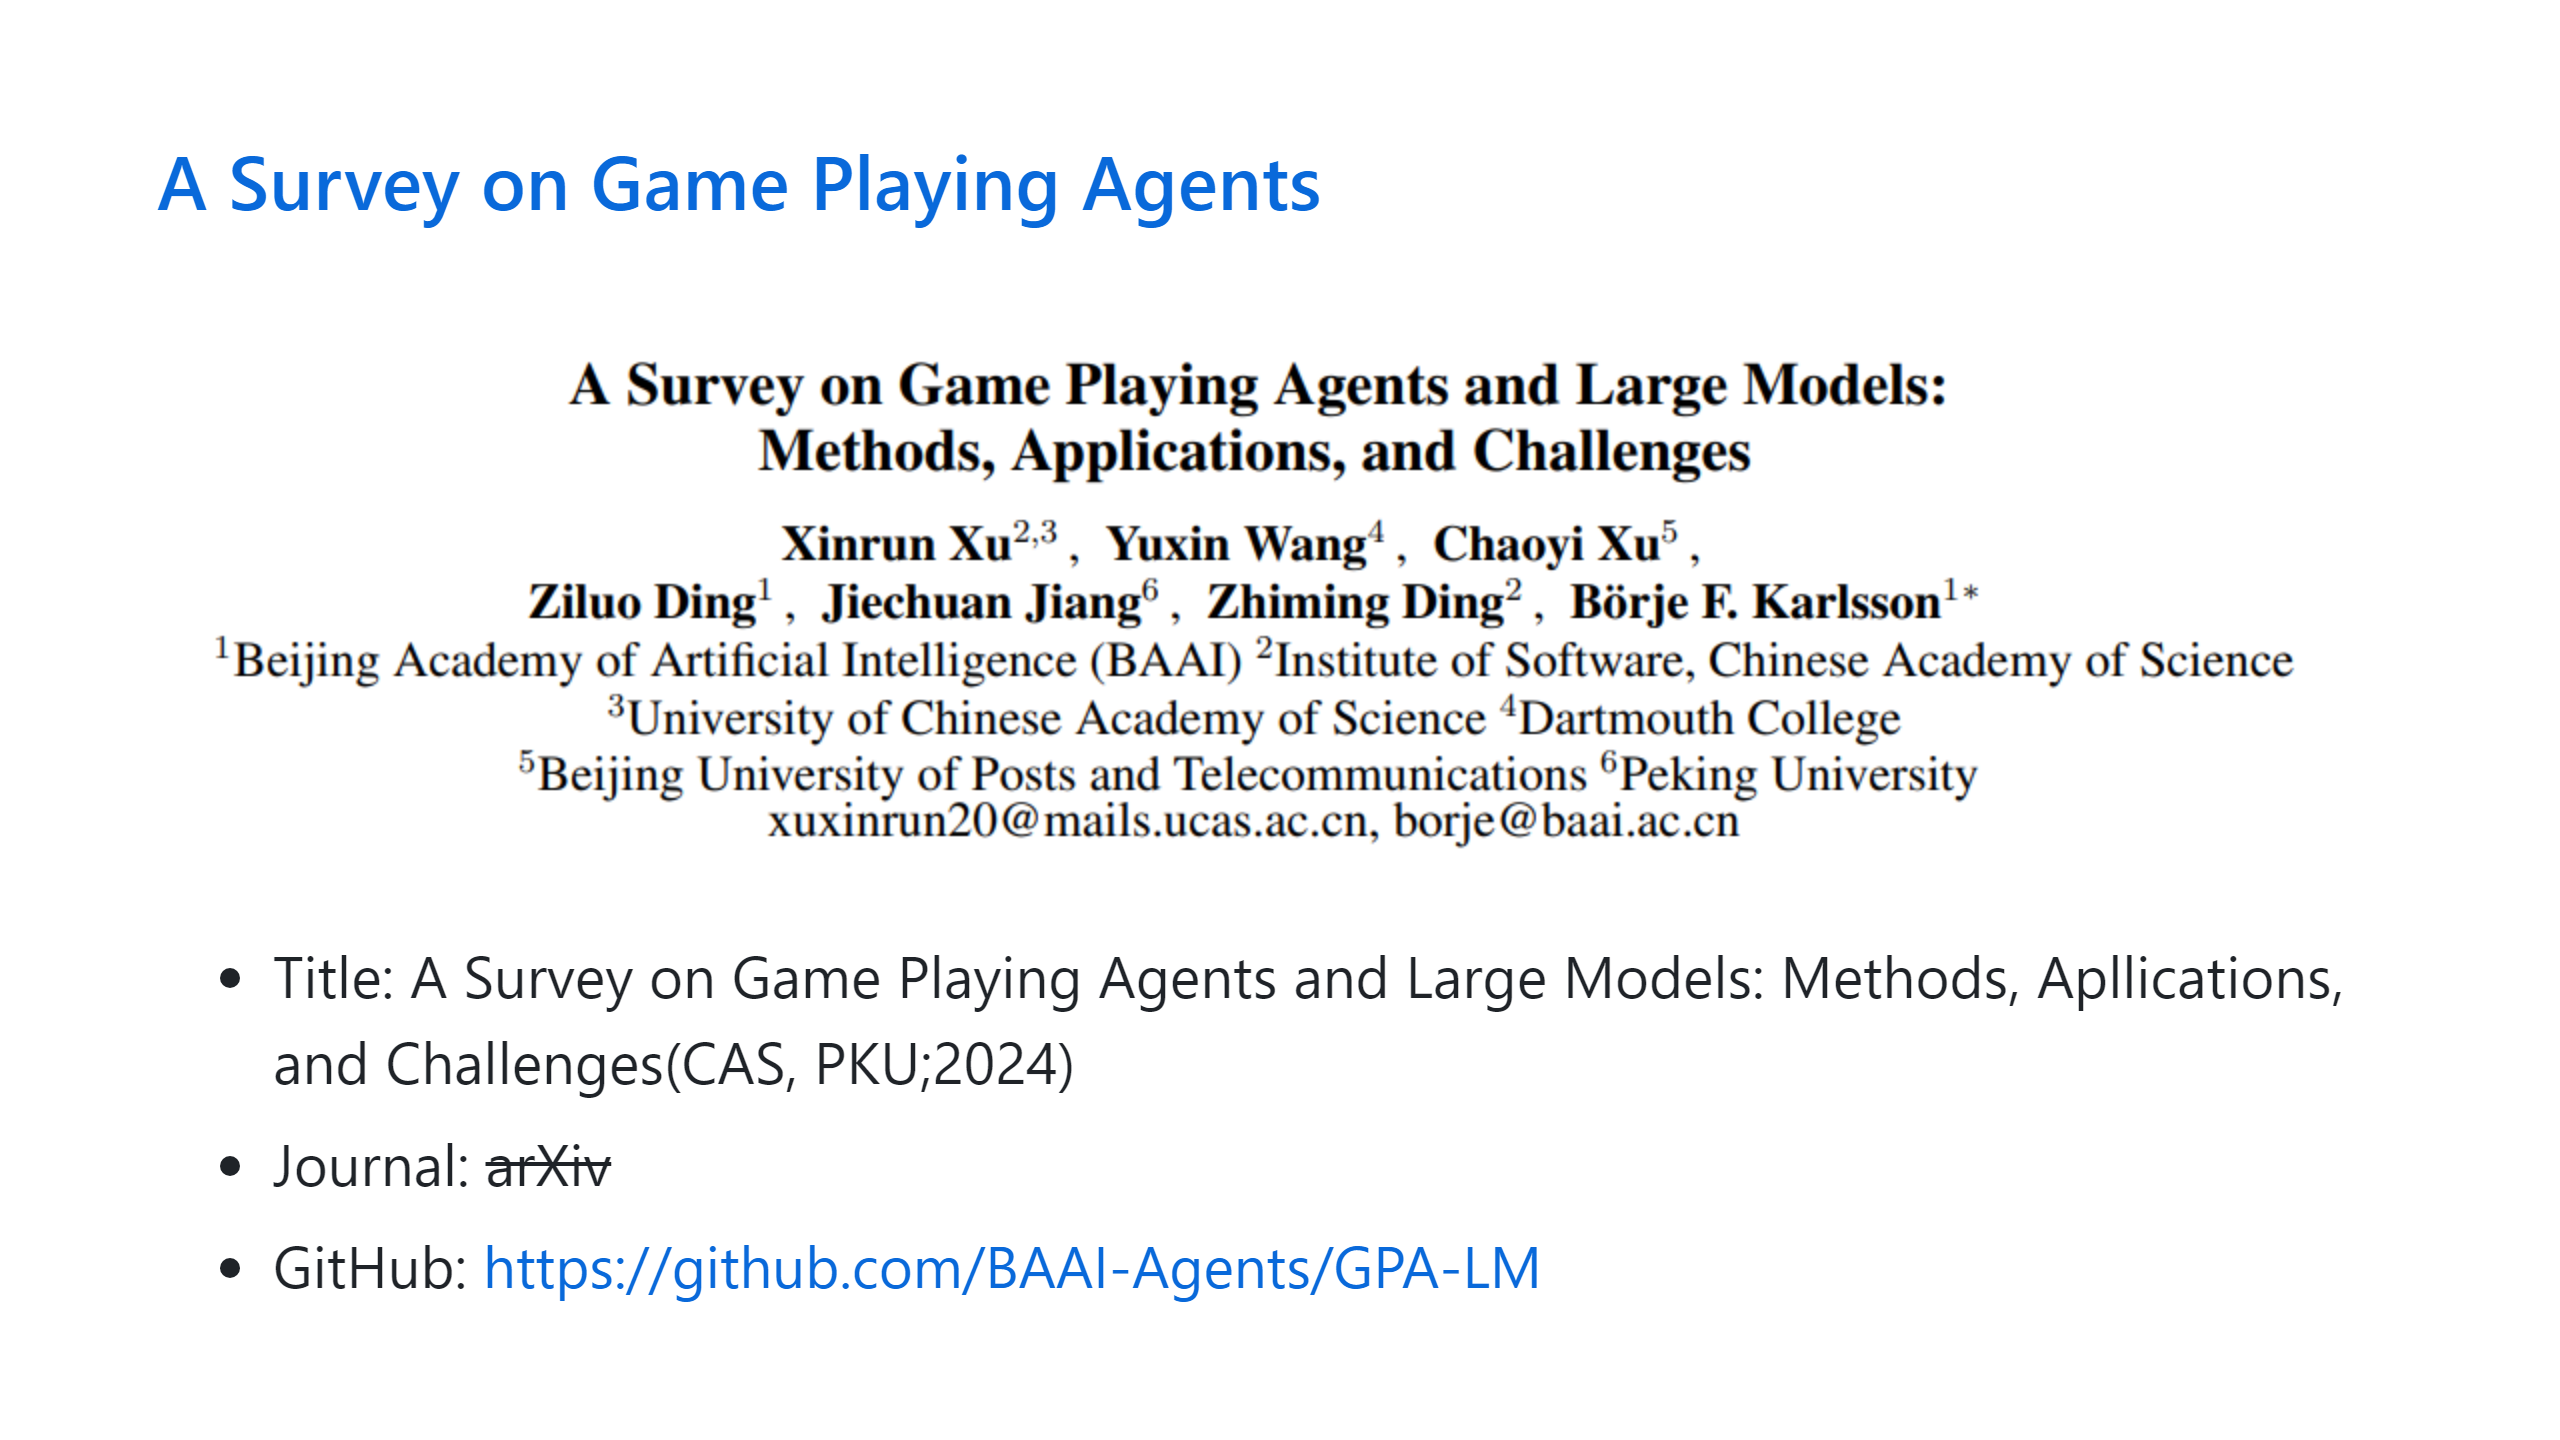 A Survey on Game Playing Agents
A Survey on Game Playing Agents and Large Models:
Methods, Applications, and Challenges
Xinrun Xu2,3 , Yuxin Wang4 , Chaoyi Xu5 ,
Ziluo Ding1 , Jiechuan Jiang6 , Zhiming Ding2 , Börje F. Karlsson1*
1Beijing Academy of Artificial Intelligence (BAAI) 2Institute of Software, Chinese Academy of Science
3University of Chinese Academy of Science 4Dartmouth College
5Beijing University of Posts and Telecommunications 6Peking University
xuxinrun20@mails.ucas.ac.cn, borje@baai.ac.cn
• Title: A Survey on Game Playing Agents and Large Models: Methods, Apllications,
and Challenges(CAS, PKU;2024)
• Journal: arXiv
• GitHub: https://github.com/BAAI-Agents/GPA-LM